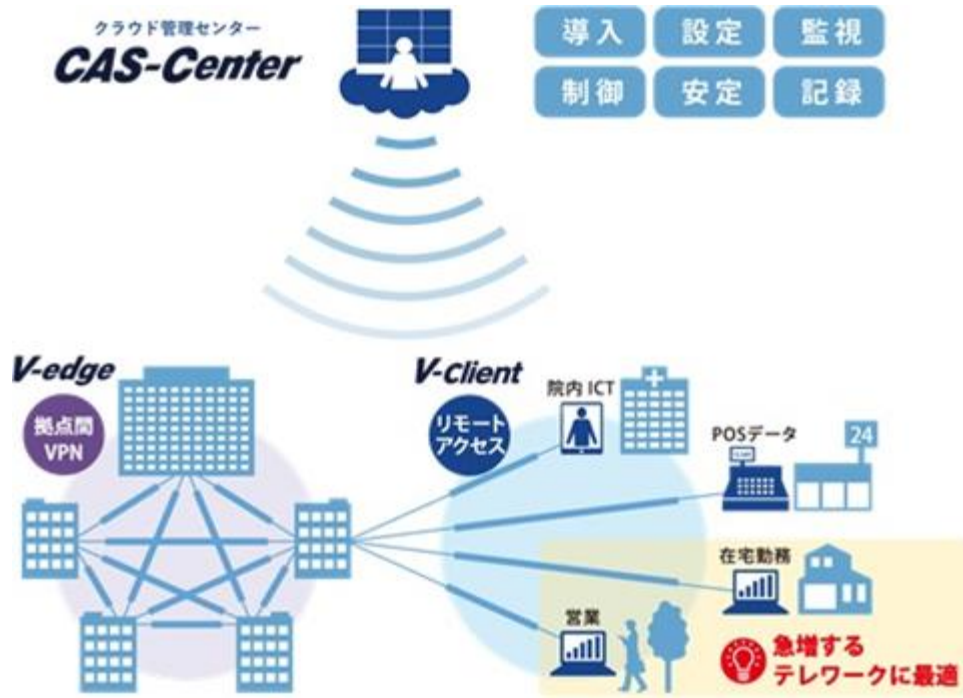 クラウド管理センター
CAS-Center
導入
設定
監視
制御
安定
記録
V-edge
拠点間
VPN
V-Client
リモート
アクセス
院内 ICT
POSデータ
24
在宅勤務
営業
急増する
テレワークに最適